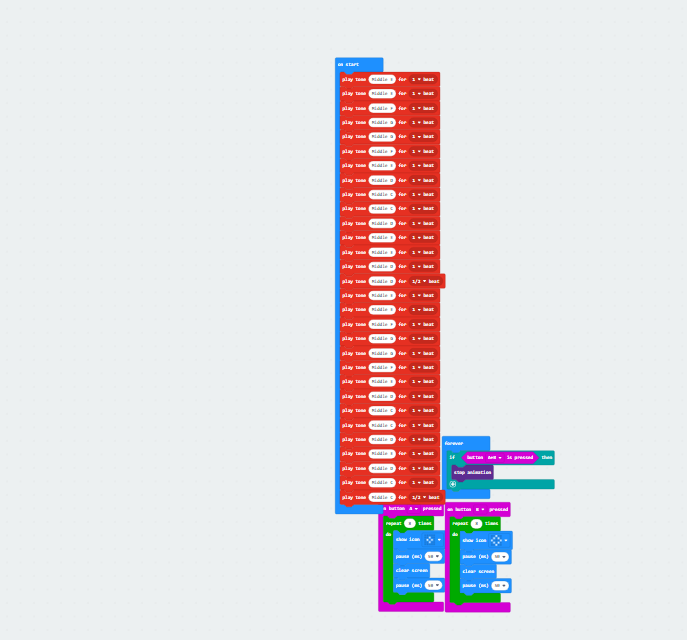 on start
play tone Middle E for 1 beat
play tone Middle E for 1 beat
play tone Middle F for 1 beat
play tone Middle G for 1 beat
play tone Middle G for 1 beat
play tone Middle F for 1 beat
play tone Middle E for 1 beat
play tone Middle D for 1 beat
play tone Middle C for 1 beat
play tone Middle C for 1 beat
play tone Middle D for 1 beat
play tone Middle E for 1 beat
play tone Middle E for 1 beat
play tone Middle D for 1 beat
play tone Middle D for 1/2 beat
play tone Middle E for 1 beat
play tone Middle E for 1 beat
play tone Middle F for 1 beat
play tone Middle G for 1 beat
play tone Middle G for 1 beat
play tone Middle F for 1 beat
play tone Middle E for 1 beat
play tone Middle D for 1 beat
play tone Middle C for 1 beat
play tone Middle C for 1 beat
play tone Middle D for 1 beat
play tone Middle E for 1 beat
play tone Middle D for 1 beat
play tone Middle C for 1 beat
play tone Middle C for 1/2 beat
forever
if button A+B is pressed then
stop animation
on button A pressed
repeat times
do show icon
pause (ms) 50
clear screen
pause (ms) 50
on button B pressed
repeat times
do show icon
pause (ms) 50
clear screen
pause (ms) 50